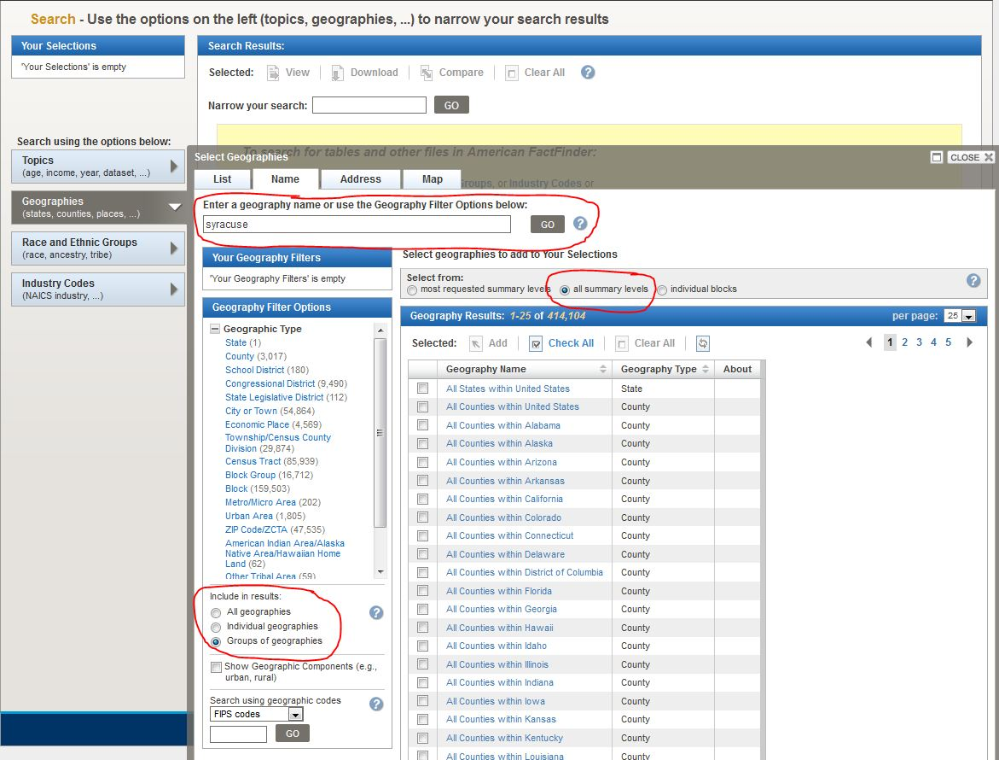 Search - Use the options on the left (topics, geographies, ...) to narrow your search results
Your Selections
'Your Selections' is empty
Search using the options below:
Topics
(age, income, year, dataset, ...)
Geographies
(states, counties, places, ...)
Race and Ethnic Groups
(race, ancestry, tribe)
Industry Codes
(NAICS industry, ...)
Search Results:
Selected: View Download Compare Clear All ?
Narrow your search: GO
To search for tables and other files in American FactFinder:
Groups, or Industry Codes or
Select Geographies
CLOSE
List Name Address Map
Enter a geography name or use the Geography Filter Options below:
syracuse GO ?
Your Geography Filters
'Your Geography Filters' is empty
Geography Filter Options
Geographic Type
State (1)
County (3,017)
School District (180)
Congressional District (9,490)
State Legislative District (112)
City or Town (54,864)
Economic Place (4,569)
Township/Census County
Division (29,874)
Census Tract (85,939)
Block Group (16,712)
Block (159,503)
Metro/Micro Area (202)
Urban Area (1,805)
ZIP Code/ZCTA (47,535)
American Indian Area/Alaska
Native Area/Hawaiian Home
Land (62)
Other Tribal Area (59)
Include in results:
All geographies
Individual geographies
Groups of geographies
?
Show Geographic Components (e.g.,
urban, rural)
Search using geographic codes
FIPS codes
?
GO
Select geographies to add to Your Selections
Select from:
most requested summary levels all summary levels individual blocks
?
Geography Results: 1-25 of 414,104 per page: 25
Selected: Add Check All Clear All 1 2 3 4 5
Geography Name Geography Type About
All States within United States State
All Counties within United States County
All Counties within Alabama County
All Counties within Alaska County
All Counties within Arizona County
All Counties within Arkansas County
All Counties within California County
All Counties within Colorado County
All Counties within Connecticut County
All Counties within Delaware County
All Counties within District of Columbia County
All Counties within Florida County
All Counties within Georgia County
All Counties within Hawaii County
All Counties within Idaho County
All Counties within Illinois County
All Counties within Indiana County
All Counties within Iowa County
All Counties within Kansas County
All Counties within Kentucky County
All Counties within Louisiana County